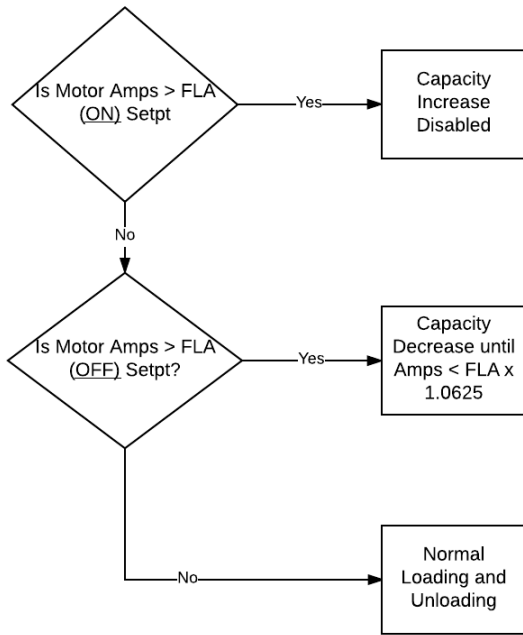 Is Motor Amps > FLA
(ON) Setpt
Yes
Capacity
Increase
Disabled
No
Is Motor Amps > FLA
(OFF) Setpt?
Yes
Capacity
Decrease until
Amps < FLA x
1.0625
No
Normal
Loading and
Unloading